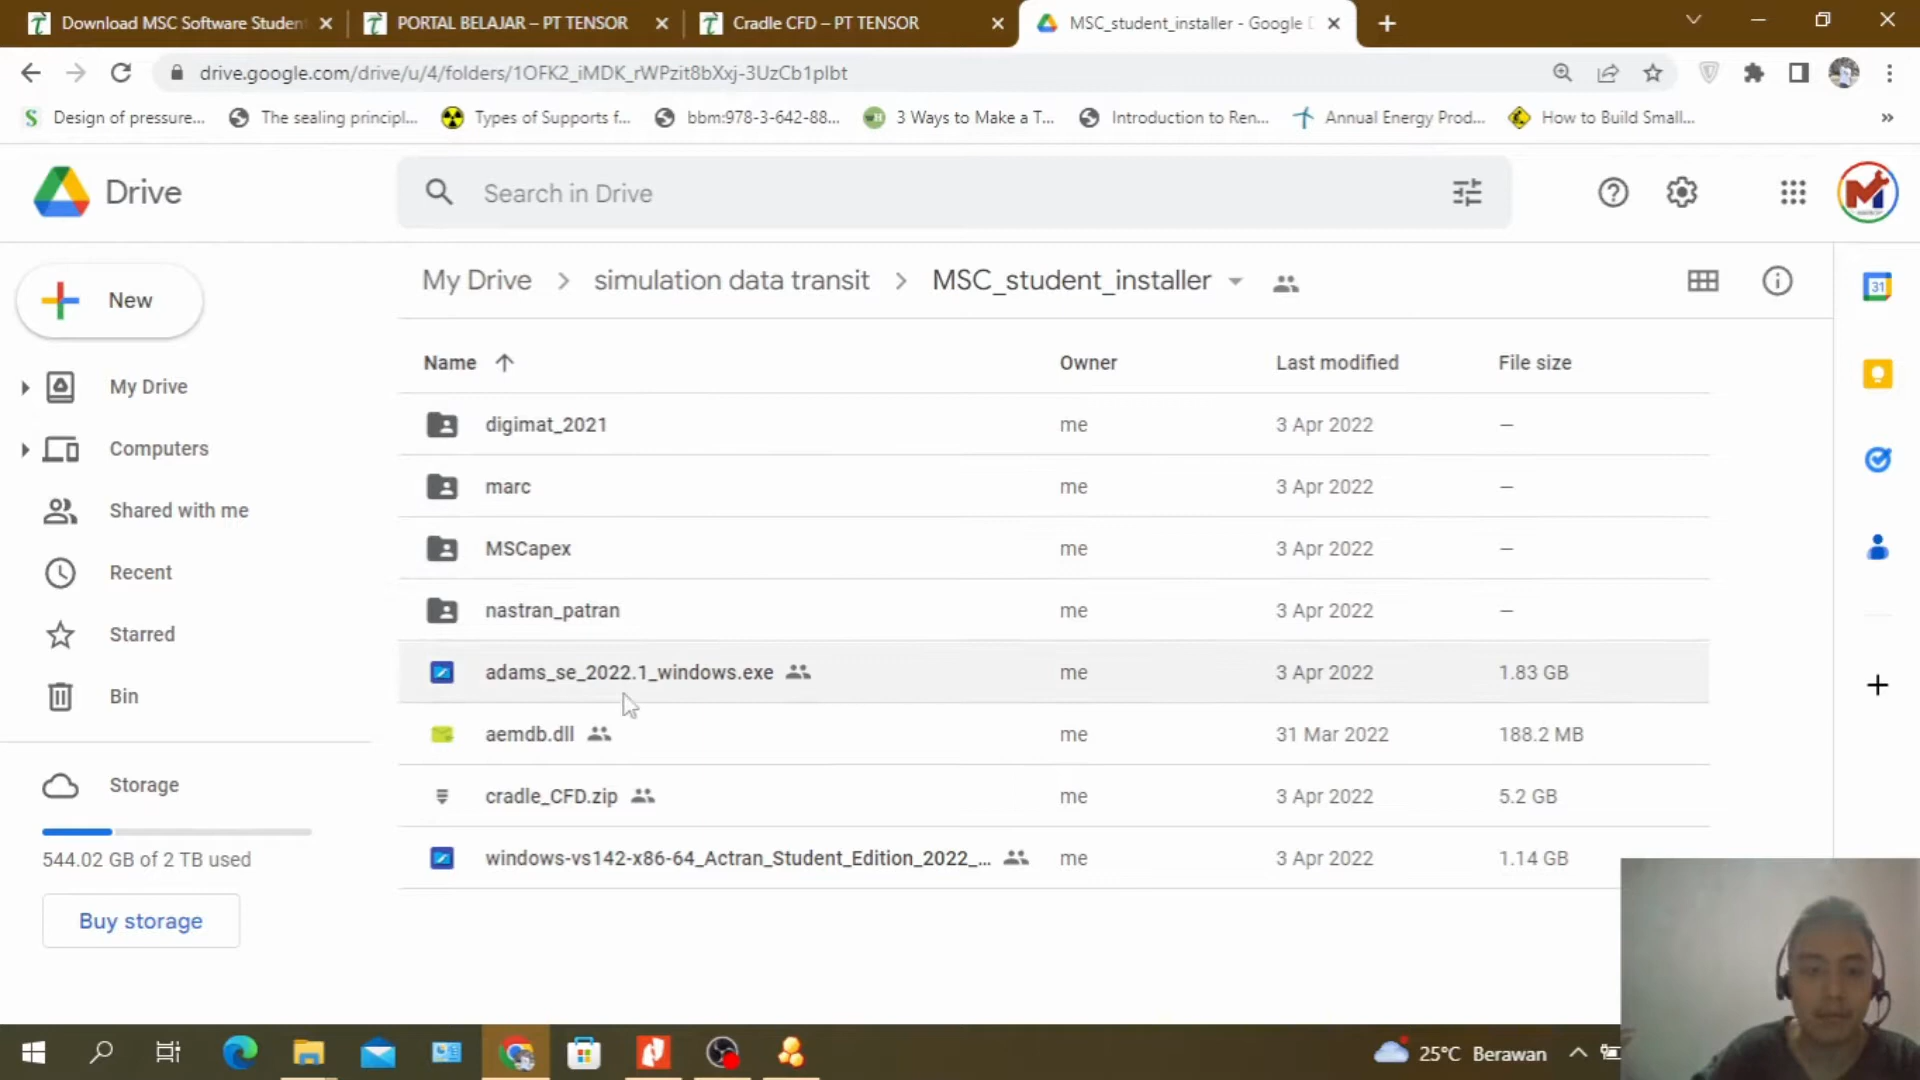 Download MSC Software Studen
PORTAL BELAJAR – PT TENSOR
Cradle CFD – PT TENSOR
MSC_student_installer - Google D
drive.google.com/drive/u/4/folders/1OFK2_iMDK_rWPzit8bXxj-3UzCb1plbt
Design of pressure...
The sealing principl...
Types of Supports f...
bbm:978-3-642-88...
3 Ways to Make a T...
Introduction to Ren...
Annual Energy Prod...
How to Build Small...
»
Drive
Search in Drive
New
My Drive > simulation data transit > MSC_student_installer
My Drive
Computers
Shared with me
Recent
Starred
Bin
Storage
544.02 GB of 2 TB used
Buy storage
Name Owner Last modified File size
digimat_2021 me 3 Apr 2022 –
marc me 3 Apr 2022 –
MSCapex me 3 Apr 2022 –
nastran_patran me 3 Apr 2022 –
adams_se_2022.1_windows.exe me 3 Apr 2022 1.83 GB
aemdb.dll me 31 Mar 2022 188.2 MB
cradle_CFD.zip me 3 Apr 2022 5.2 GB
windows-vs142-x86-64_Actran_Student_Edition_2022_... me 3 Apr 2022 1.14 GB
31
25°C Berawan